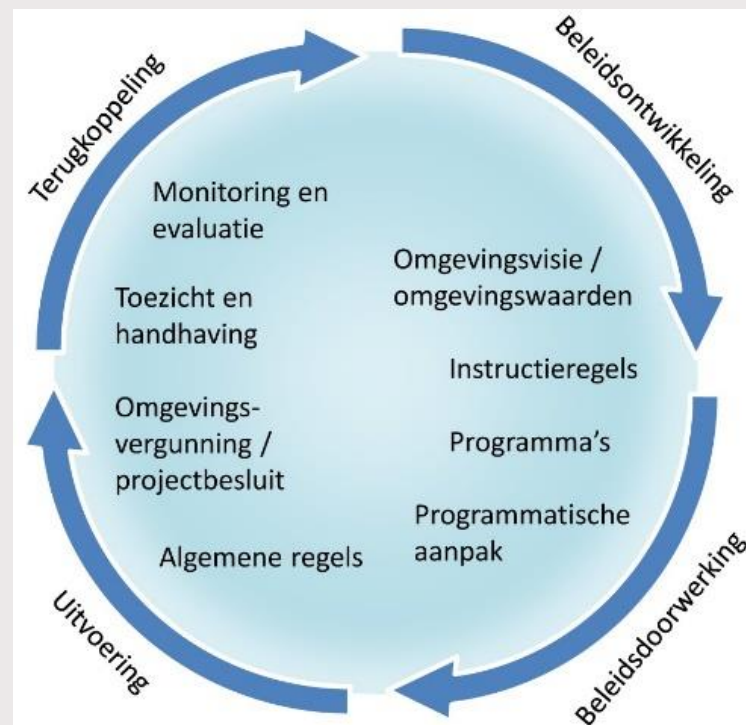 Beleidsontwikkeling
Omgevingsvisie /
omgevingswaarden
Instructieregels
Programma's
Programmatische
aanpak
Beleidsdoorwerking
Algemene regels
Uitvoering
Omgevings-
vergunning /
projectbesluit
Toezicht en
handhaving
Monitoring en
evaluatie
Terugkoppeling